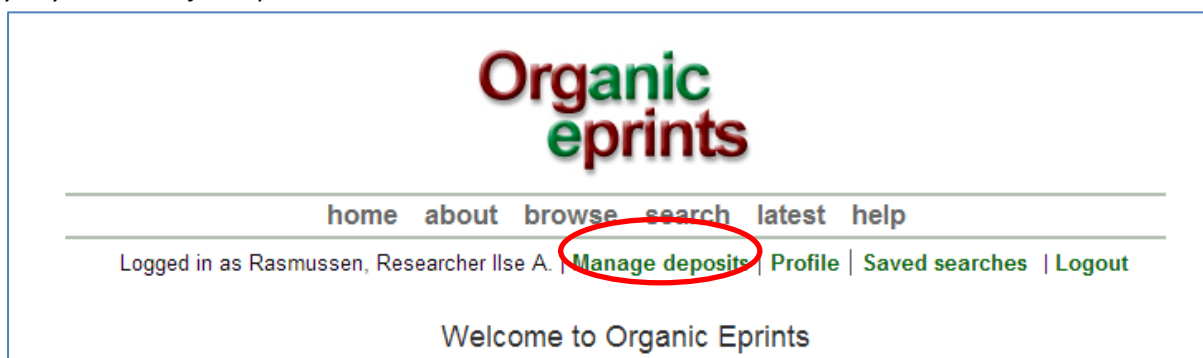 Organic
eprints
home about browse search latest help
Logged in as Rasmussen, Researcher Ilse A. | Manage deposits | Profile | Saved searches | Logout
Welcome to Organic Eprints